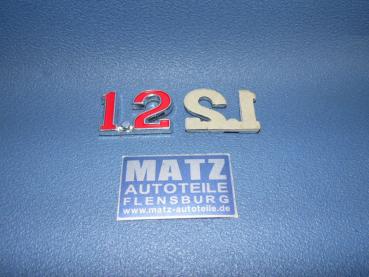 1.2
1.2
MATZ
AUTOTEILE
FLENSBURG
www.matz-autoteile.de